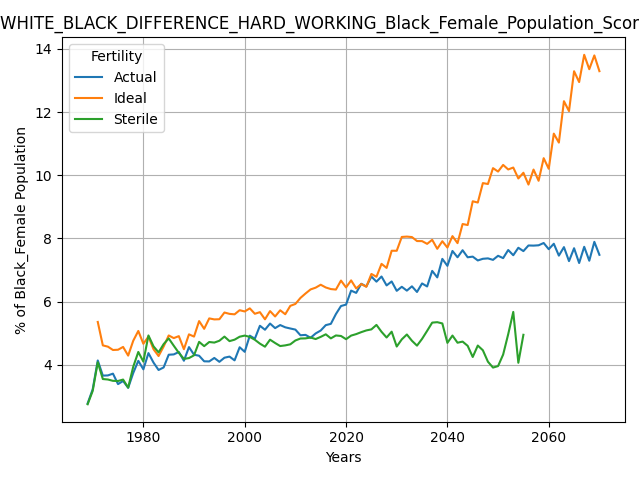 WHITE_BLACK_DIFFERENCE_HARD_WORKING_Black_Female_Population_Scor
Fertility
Actual
Ideal
Sterile
% of Black_Female Population
14
12
10
8
6
4
1980 2000 2020 2040 2060
Years